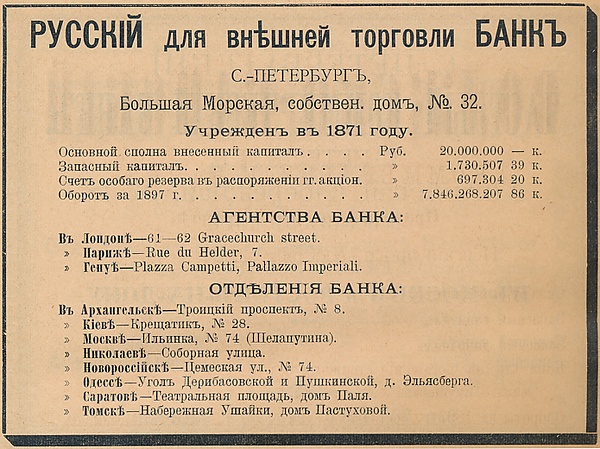 РУССКІЙ для внѣшней торговли БАНКЪ
С.-ПЕТЕРБУРГЪ,
Большая Морская, собствен. домъ, №. 32.
Учрежденъ въ 1871 году.
Основной сполна внесенный капиталъ . . . . Руб. 20.000.000 — к.
Запасный капиталъ . . . . . . . . . . . » 1.730.507 39 к.
Счетъ особаго резерва въ распоряженіи гг. акціон. » 697.304 20 к.
Оборотъ за 1897 г. . . . . . . . . . . . » 7.846.268.207 86 к.
АГЕНТСТВА БАНКА:
Въ Лондонѣ—61—62 Gracechurch street.
» Парижѣ—Rue du Helder, 7.
» Генуѣ—Plazza Campetti, Pallazzo Imperiali.
ОТДѢЛЕНІЯ БАНКА:
Въ Архангельскѣ—Троицкій проспектъ, № 8.
» Кіевѣ—Крещатикъ, № 28.
» Москвѣ—Ильинка, № 74 (Шелапутина).
» Николаевѣ—Соборная улица.
» Новороссійскѣ—Цемеская ул., № 74.
» Одессѣ—Уголъ Дерибасовской и Пушкинской, д. Эльясберга.
» Саратовѣ—Театральная площадь, домъ Паля.
» Томскѣ—Набережная Ушайки, домъ Пастуховой.